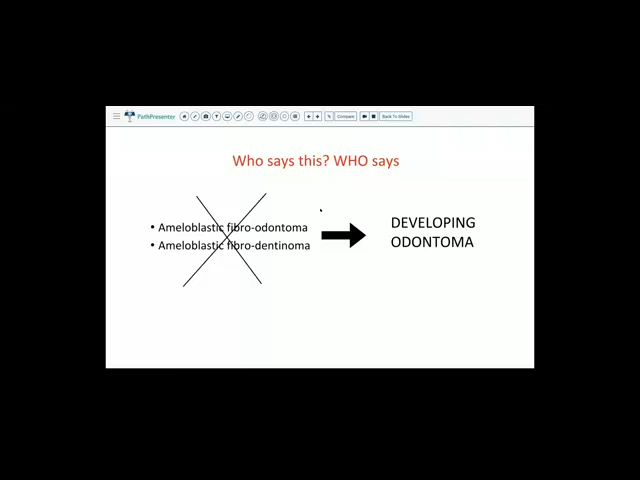 PathPresenter
Compare
Back To Slides
Who says this? WHO says
• Ameloblastic fibro-odontoma
• Ameloblastic fibro-dentinoma
DEVELOPING
ODONTOMA